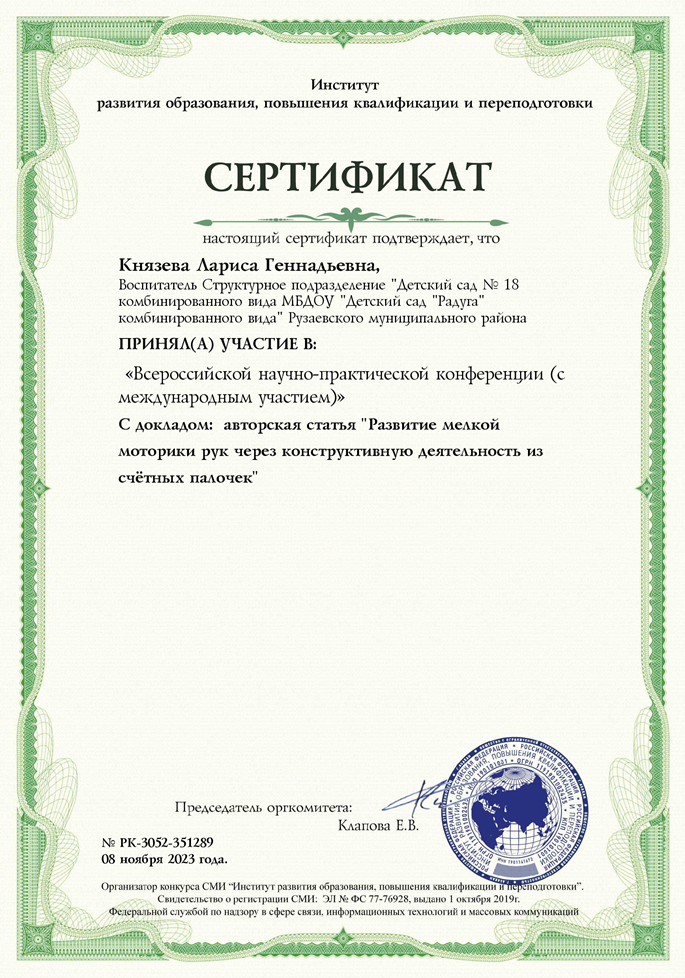 Институт
развития образования, повышения квалификации и переподготовки
СЕРТИФИКАТ
настоящий сертификат подтверждает, что
Князева Лариса Геннадьевна,
Воспитатель Структурное подразделение "Детский сад № 18
комбинированного вида МБДОУ "Детский сад "Радуга"
комбинированного вида" Рузаевского муниципального района
ПРИНЯЛ(А) УЧАСТИЕ В:
«Всероссийской научно-практической конференции (с
международным участием)»
С докладом: авторская статья "Развитие мелкой
моторики рук через конструктивную деятельность из
счётных палочек"
Председатель оргкомитета:
Клапова Е.В.
№ РК-3052-351289
08 ноября 2023 года.
Организатор конкурса СМИ “Институт развития образования, повышения квалификации и переподготовки”.
Свидетельство о регистрации СМИ: ЭЛ № ФС 77-76928, выдано 1 октября 2019г.
Федеральной службой по надзору в сфере связи, информационных технологий и массовых коммуникаций
РОССИЙСКАЯ ФЕДЕРАЦИЯ